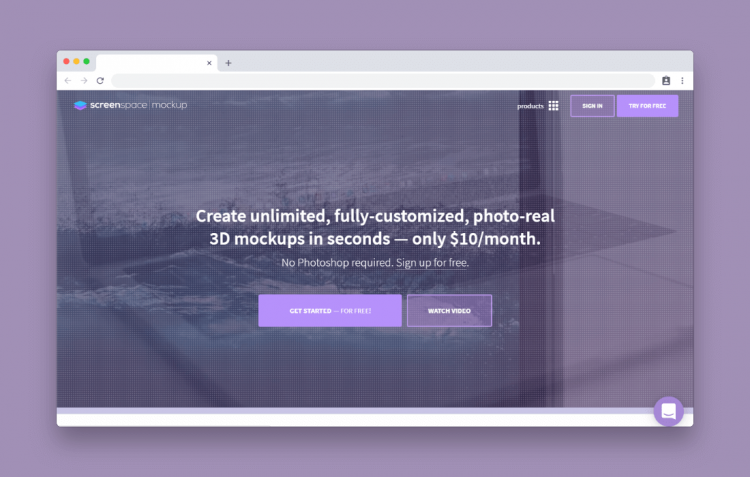 screenspace mockup
products
SIGN IN
TRY FOR FREE
Create unlimited, fully-customized, photo-real
3D mockups in seconds — only $10/month.
No Photoshop required. Sign up for free.
GET STARTED — FOR FREE!
WATCH VIDEO